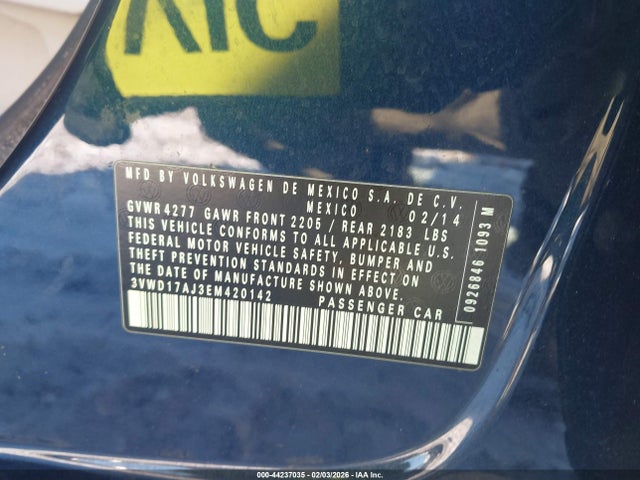 MFD BY VOLKSWAGEN DE MEXICO S.A. DE C.V.
MEXICO 02/14
GVWR 4277 GAWR FRONT 2205 / REAR 2183 LBS
THIS VEHICLE CONFORMS TO ALL APPLICABLE U.S.
FEDERAL MOTOR VEHICLE SAFETY, BUMPER AND
THEFT PREVENTION STANDARDS IN EFFECT ON
THE DATE OF MANUFACTURE SHOWN ABOVE.
3VWD17AJ3EM420142 PASSENGER CAR
0926846 1093 M
000-44237035 - 02/03/2026 - IAA Inc.